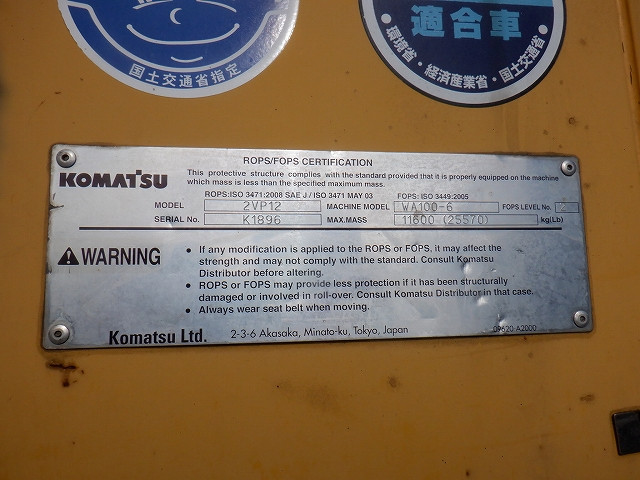 国土交通省指定
適合車
・環境省・経済産業省・国土交通省・
ROPS/FOPS CERTIFICATION
KOMATSU
This protective structure complies with the standard provided that it is properly equipped on the machine
which mass is less than the specified maximum mass.
ROPS:ISO 3471:2008 SAE J / ISO 3471 MAY 03 FOPS: ISO 3449:2005
MODEL 2VP12 MACHINE MODEL WA100-6 FOPS LEVEL No. 2
SERIAL No. K1896 MAX.MASS 11600 (25570) kg(Lb)
WARNING
• If any modification is applied to the ROPS or FOPS, it may affect the
strength and may not comply with the standard. Consult Komatsu
Distributor before altering.
• ROPS or FOPS may provide less protection if it has been structurally
damaged or involved in roll-over. Consult Komatsu Distributor in that case.
• Always wear seat belt when moving.
Komatsu Ltd. 2-3-6 Akasaka, Minato-ku, Tokyo, Japan 09620-A2000